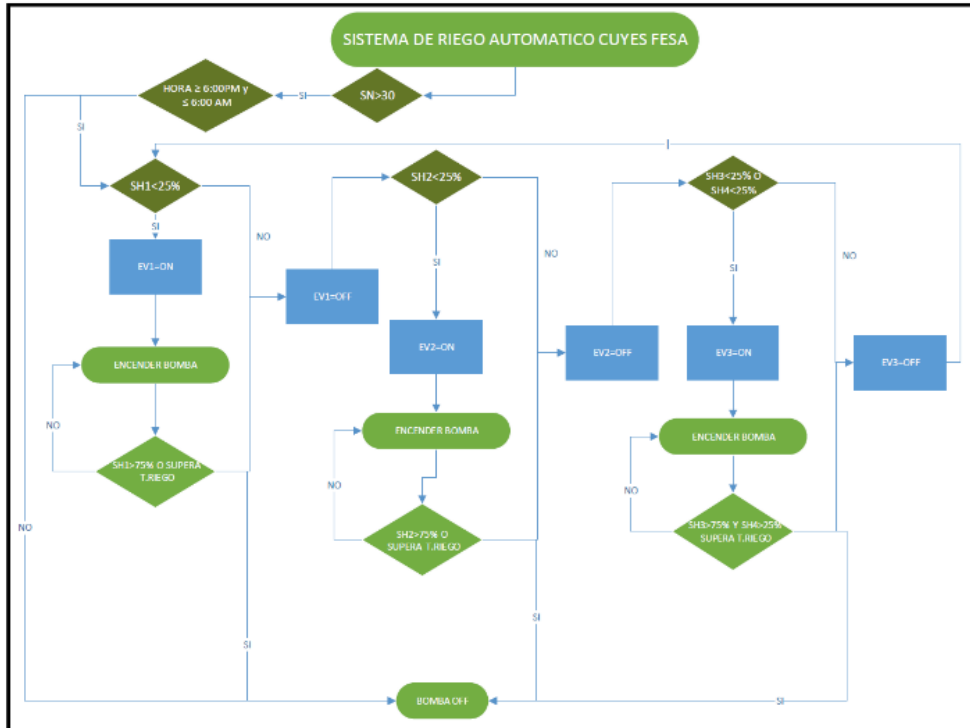 SISTEMA DE RIEGO AUTOMATICO CUYES FESA
HORA ≥ 6:00PM y
≤ 6:00 AM
SI
SN>30
SI
SH1<25%
SI
NO
EV1=ON
EV1=OFF
ENCENDER BOMBA
NO
SH1>75% O SUPERA
T.RIEGO
NO
SI
SH2<25%
SI
NO
EV2=ON
EV2=OFF
ENCENDER BOMBA
NO
SH2>75% O
SUPERA T.RIEGO
SI
SH3<25% O
SH4<25%
SI
NO
EV3=ON
EV3=OFF
ENCENDER BOMBA
NO
SH3>75% Y SH4>25%
SUPERA T.RIEGO
SI
BOMBA OFF